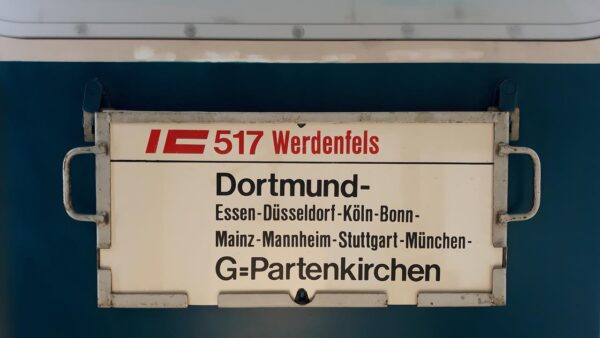 IC 517 Werdenfels
Dortmund-
Essen-Düsseldorf-Köln-Bonn-
Mainz-Mannheim-Stuttgart-München-
G=Partenkirchen